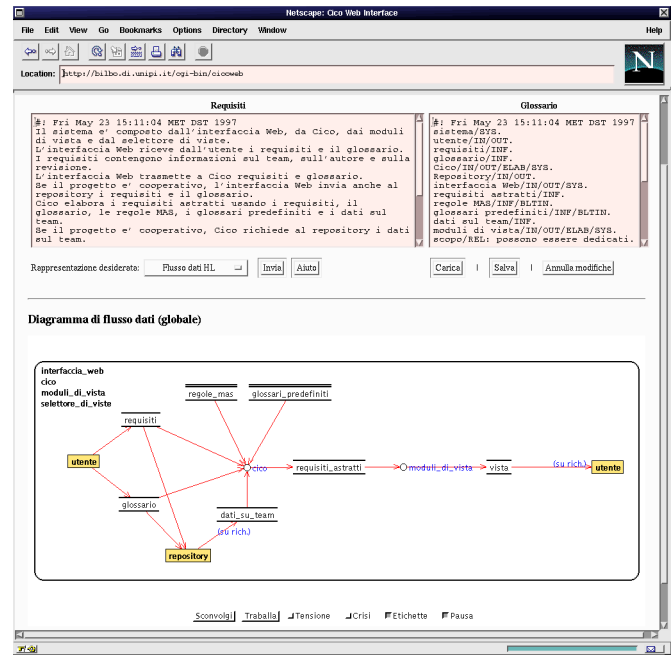 Netscape: Cico Web Interface
File Edit View Go Bookmarks Options Directory Window Help
N
Location: http://bilbo.di.unipi.it/cgi-bin/cicoweb
Requisiti
#: Fri May 23 15:11:04 MET DST 1997
Il sistema e' composto dall'interfaccia Web, da Cico, dai moduli
di vista e dal selettore di viste.
L'interfaccia Web riceve dall'utente i requisiti e il glossario.
I requisiti contengono informazioni sul team, sull'autore e sulla
revisione.
L'interfaccia Web trasmette a Cico requisiti e glossario.
Se il progetto e' cooperativo, l'interfaccia Web invia anche al
repository i requisiti e il glossario.
Cico elabora i requisiti astratti usando i requisiti, il
glossario, le regole MAS, i glossari predefiniti e i dati sul
team.
Se il progetto e' cooperativo, Cico richiede al repository i dati
sul team.
Glossario
#: Fri May 23 15:11:04 MET DST 1997
sistema/SYS.
utente/IN/OUT.
requisiti/INF.
glossario/INF.
Cico/IN/OUT/ELAB/SYS.
Repository/IN/OUT.
interfaccia Web/IN/OUT/SYS.
requisiti astratti/INF.
regole MAS/INF/BLTIN.
glossari predefiniti/INF/BLTIN.
dati sul team/INF.
moduli di vista/IN/OUT/ELAB/SYS.
scopo/REL: possono essere dedicati.
Rappresentazione desiderata: Flusso dati HL Invia Aiuto
Carica | Salva | Annulla modifiche
Diagramma di flusso dati (globale)
interfaccia_web
cico
moduli_di_vista
selettore_di_viste
regole_mas glossari_predefiniti
requisiti
utente cico requisiti_astratti moduli_di_vista vista (su rich.) utente
glossario
dati_su_team
(su rich.)
repository
Sconvolgi Traballa Tensione Crisi Etichette Pausa